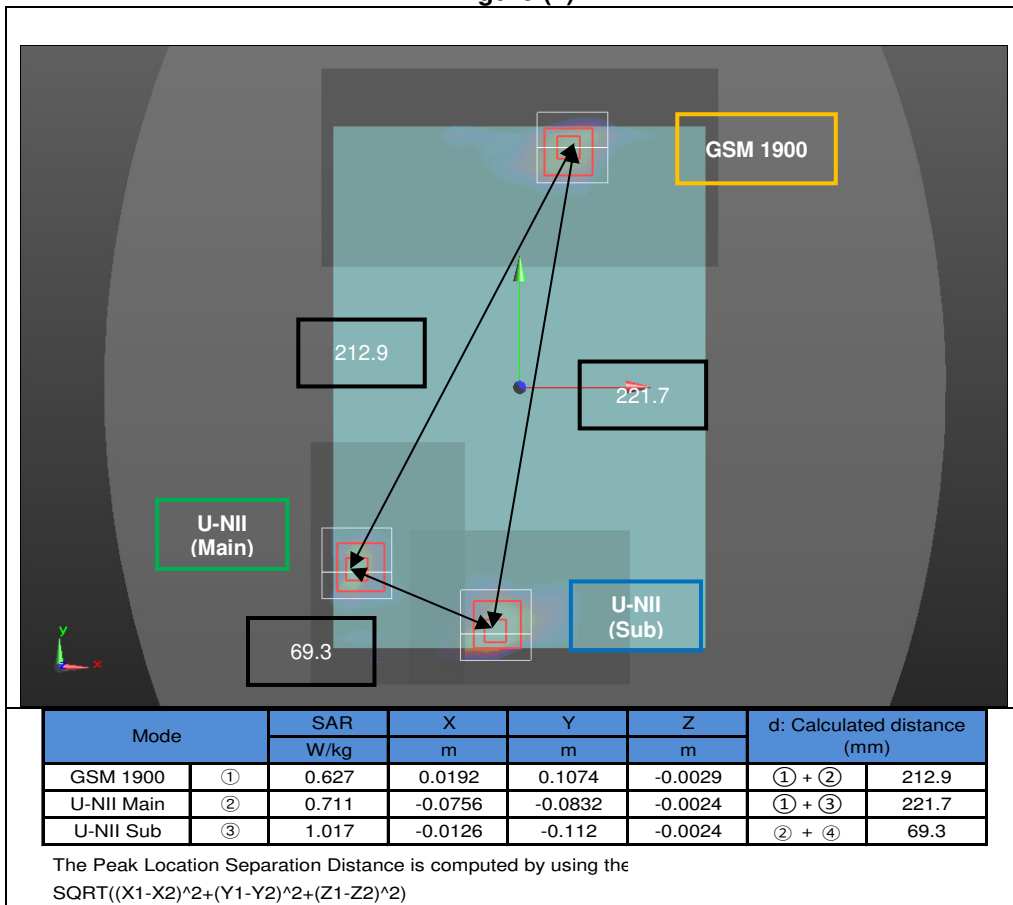 GSM 1900
212.9
221.7
U-NII
(Main)
U-NII
(Sub)
69.3
y
z x
Mode SAR X Y Z d: Calculated distance
W/kg m m m (mm)
GSM 1900 ① 0.627 0.0192 0.1074 -0.0029 ① + ② 212.9
U-NII Main ② 0.711 -0.0756 -0.0832 -0.0024 ① + ③ 221.7
U-NII Sub ③ 1.017 -0.0126 -0.112 -0.0024 ② + ④ 69.3
The Peak Location Separation Distance is computed by using the
SQRT((X1-X2)^2+(Y1-Y2)^2+(Z1-Z2)^2)